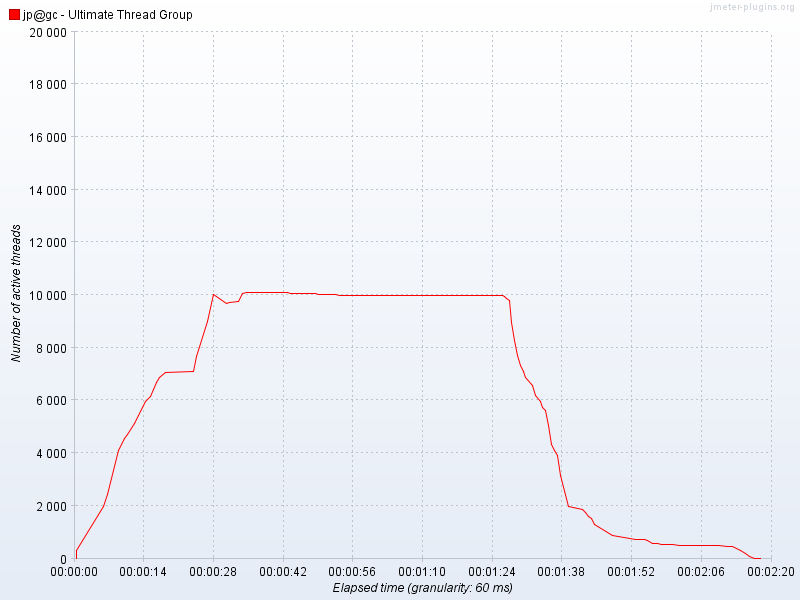 jp@gc - Ultimate Thread Group
jmeter-plugins.org
20 000
18 000
16 000
14 000
12 000
10 000
8 000
6 000
4 000
2 000
0
Number of active threads
00:00:00 00:00:14 00:00:28 00:00:42 00:00:56 00:01:10 00:01:24 00:01:38 00:01:52 00:02:06 00:02:20
Elapsed time (granularity: 60 ms)